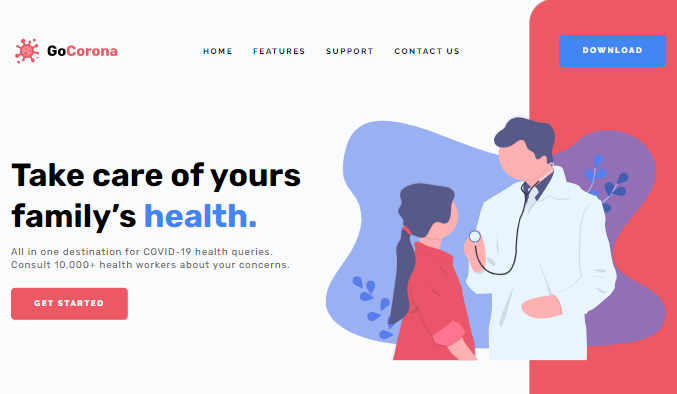 GoCorona
HOME
FEATURES
SUPPORT
CONTACT US
DOWNLOAD
Take care of yours
family’s health.
All in one destination for COVID-19 health queries.
Consult 10,000+ health workers about your concerns.
GET STARTED